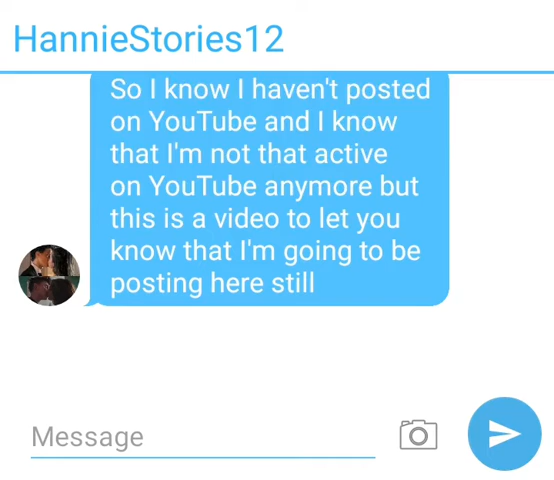 HannieStories12
So I know I haven't posted
on YouTube and I know
that I'm not that active
on YouTube anymore but
this is a video to let you
know that I'm going to be
posting here still
Message